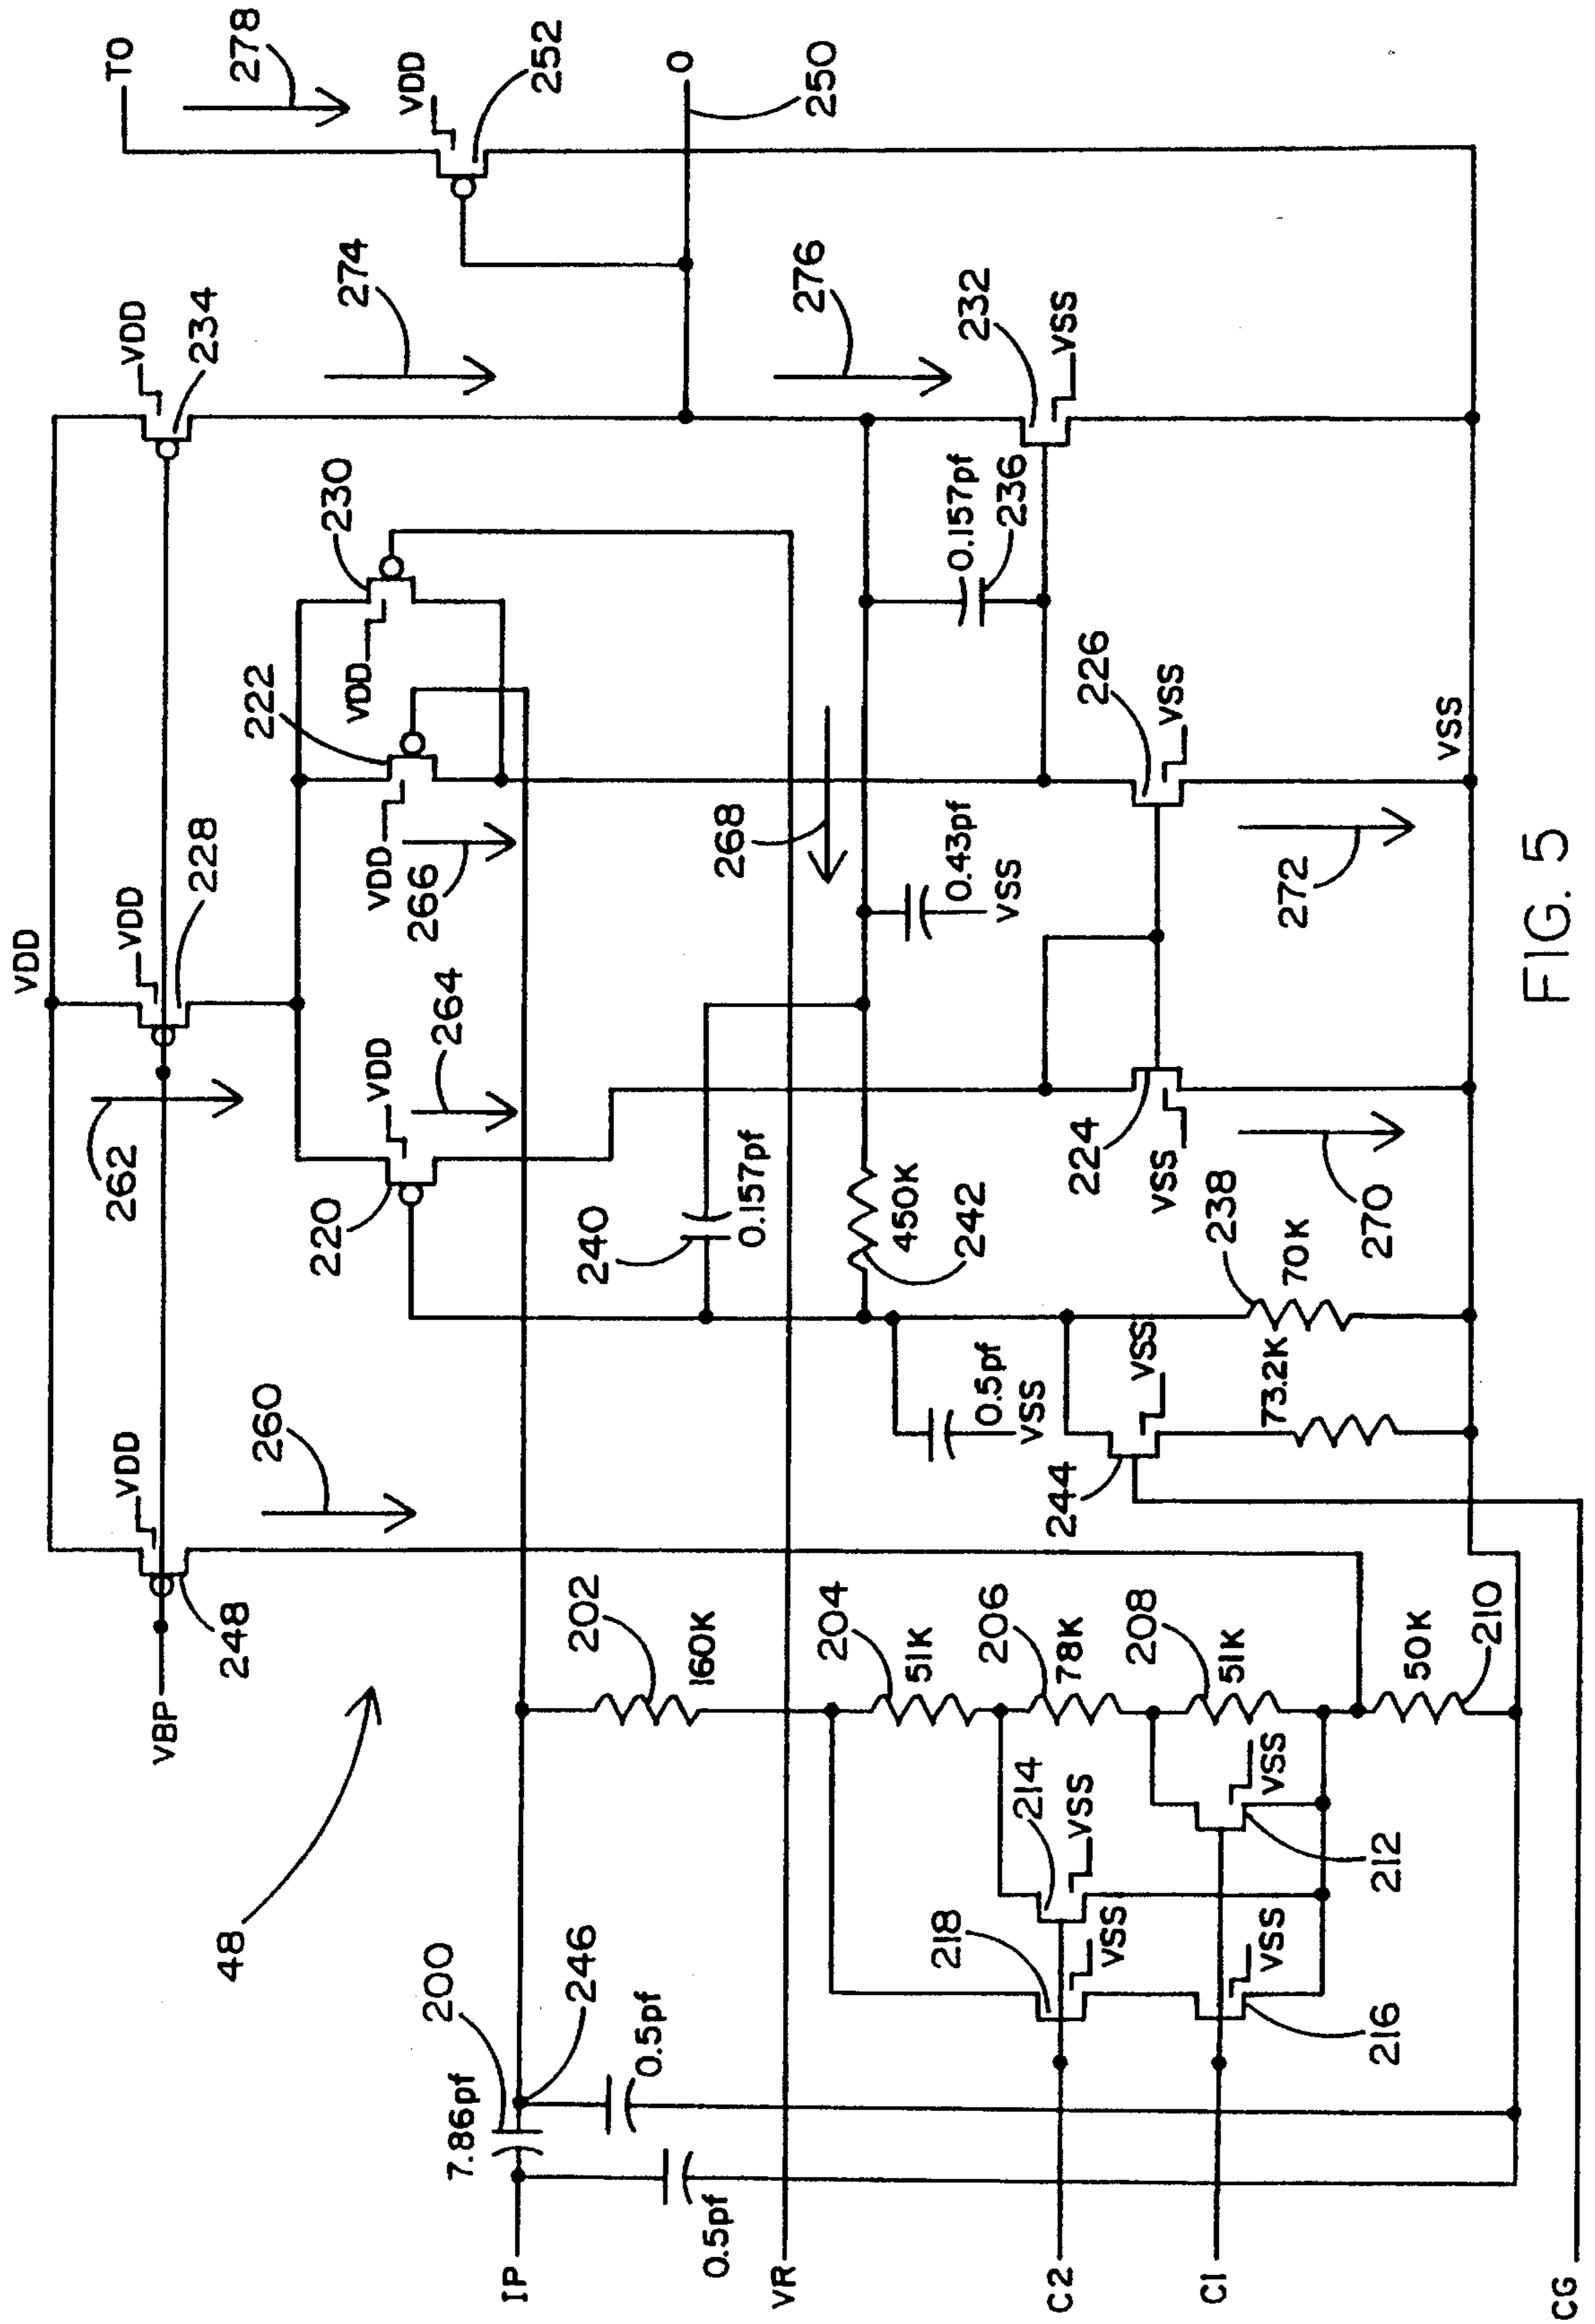 TO
278
VDD
252
O
250
VDD
234
274
276
232
VSS
230
VDD
0.157pf
236
222
VDD
266
268
226
VSS
VSS
VDD
VDD
228
0.43pf
VSS
272
262
VDD
264
220
240
0.157pf
450K
242
224
VSS
270
238
70K
VDD
260
0.5pf
VSS
VSS
244
73.2K
VBP
248
202
160K
204
51K
206
78K
208
51K
50K
210
48
214
VSS
VSS
212
218
VSS
VSS
216
200
7.86pf
246
0.5pf
0.5pf
IP
VR
C2
C1
CG
FIG. 5